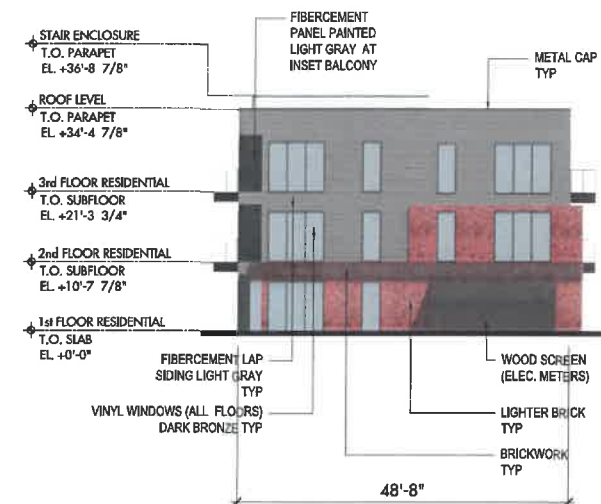 STAIR ENCLOSURE
T.O. PARAPET
EL. +36'-8 7/8"
ROOF LEVEL
T.O. PARAPET
EL. +34'-4 7/8"
3rd FLOOR RESIDENTIAL
T.O. SUBFLOOR
EL. +21'-3 3/4"
2nd FLOOR RESIDENTIAL
T.O. SUBFLOOR
EL. +10'-7 7/8"
1st FLOOR RESIDENTIAL
T.O. SLAB
EL. +0'-0"
FIBERCEMENT
PANEL PAINTED
LIGHT GRAY AT
INSET BALCONY
METAL CAP
TYP
FIBERCEMENT LAP
SIDING LIGHT GRAY
TYP
VINYL WINDOWS (ALL FLOORS)
DARK BRONZE TYP
WOOD SCREEN
(ELEC. METERS)
LIGHTER BRICK
TYP
BRICKWORK
TYP
48'-8"